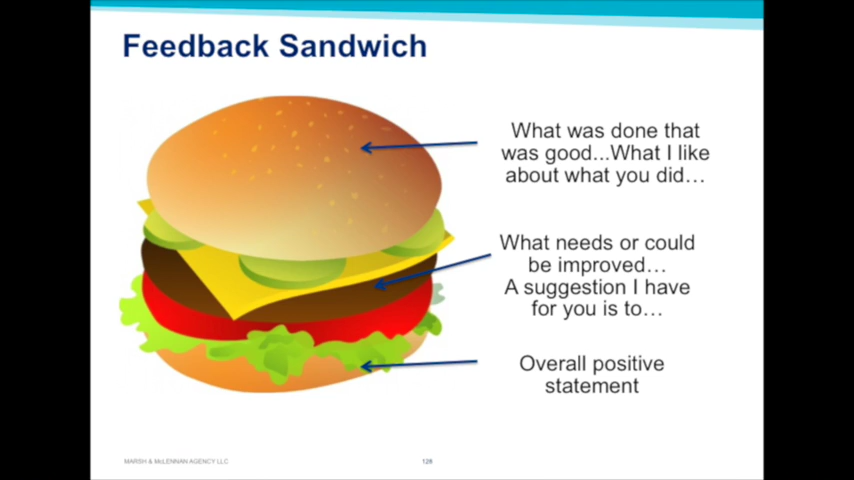 Feedback Sandwich
What was done that
was good...What I like
about what you did...
What needs or could
be improved...
A suggestion I have
for you is to...
Overall positive
statement
MARSH & McLENNAN AGENCY LLC
128